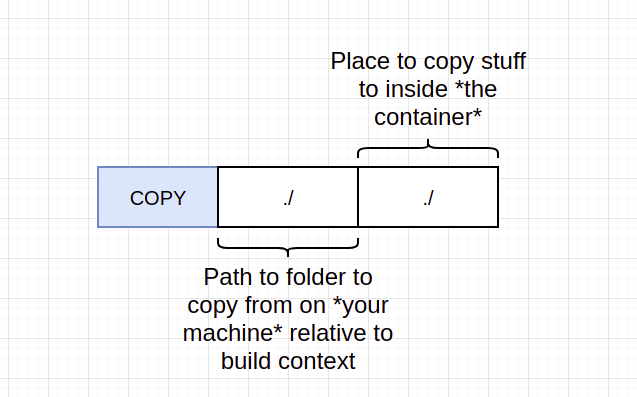 Place to copy stuff
to inside *the
container*
COPY ./ ./
Path to folder to
copy from on *your
machine* relative to
build context